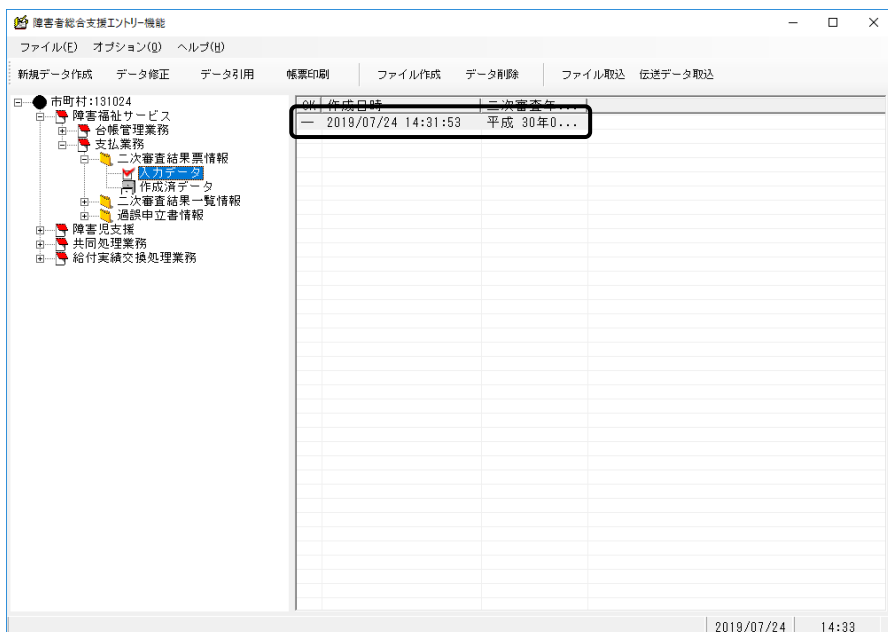 障害者総合支援エントリー機能
ファイル(F) オプション(O) ヘルプ(H)
新規データ作成 データ修正 データ引用 帳票印刷 ファイル作成 データ削除 ファイル取込 伝送データ取込
市町村:131024
障害福祉サービス
台帳管理業務
支払業務
二次審査結果票情報
入力データ
作成済データ
二次審査結果一覧情報
過誤申立書情報
障害児支援
共同処理業務
給付実績交換処理業務
OK 作成日時 二次審査年...
― 2019/07/24 14:31:53 平成 30年0...
2019/07/24 14:33